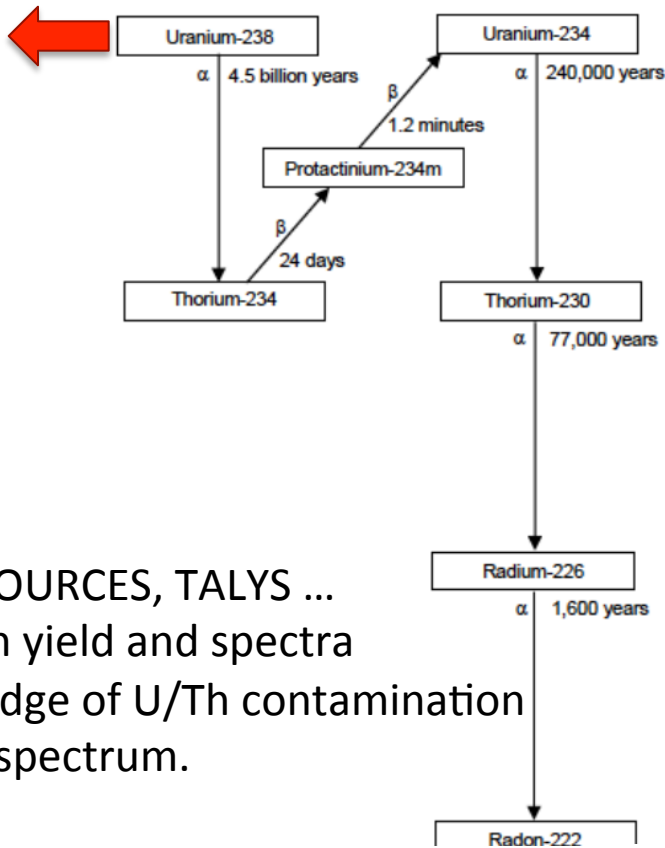 Uranium-238
Uranium-234
α 4.5 billion years
α 240,000 years
β
1.2 minutes
Protactinium-234m
β
24 days
Thorium-234
Thorium-230
α 77,000 years
Radium-226
α 1,600 years
OURCES, TALYS ...
yield and spectra
dge of U/Th contamination
spectrum.
Radon-222